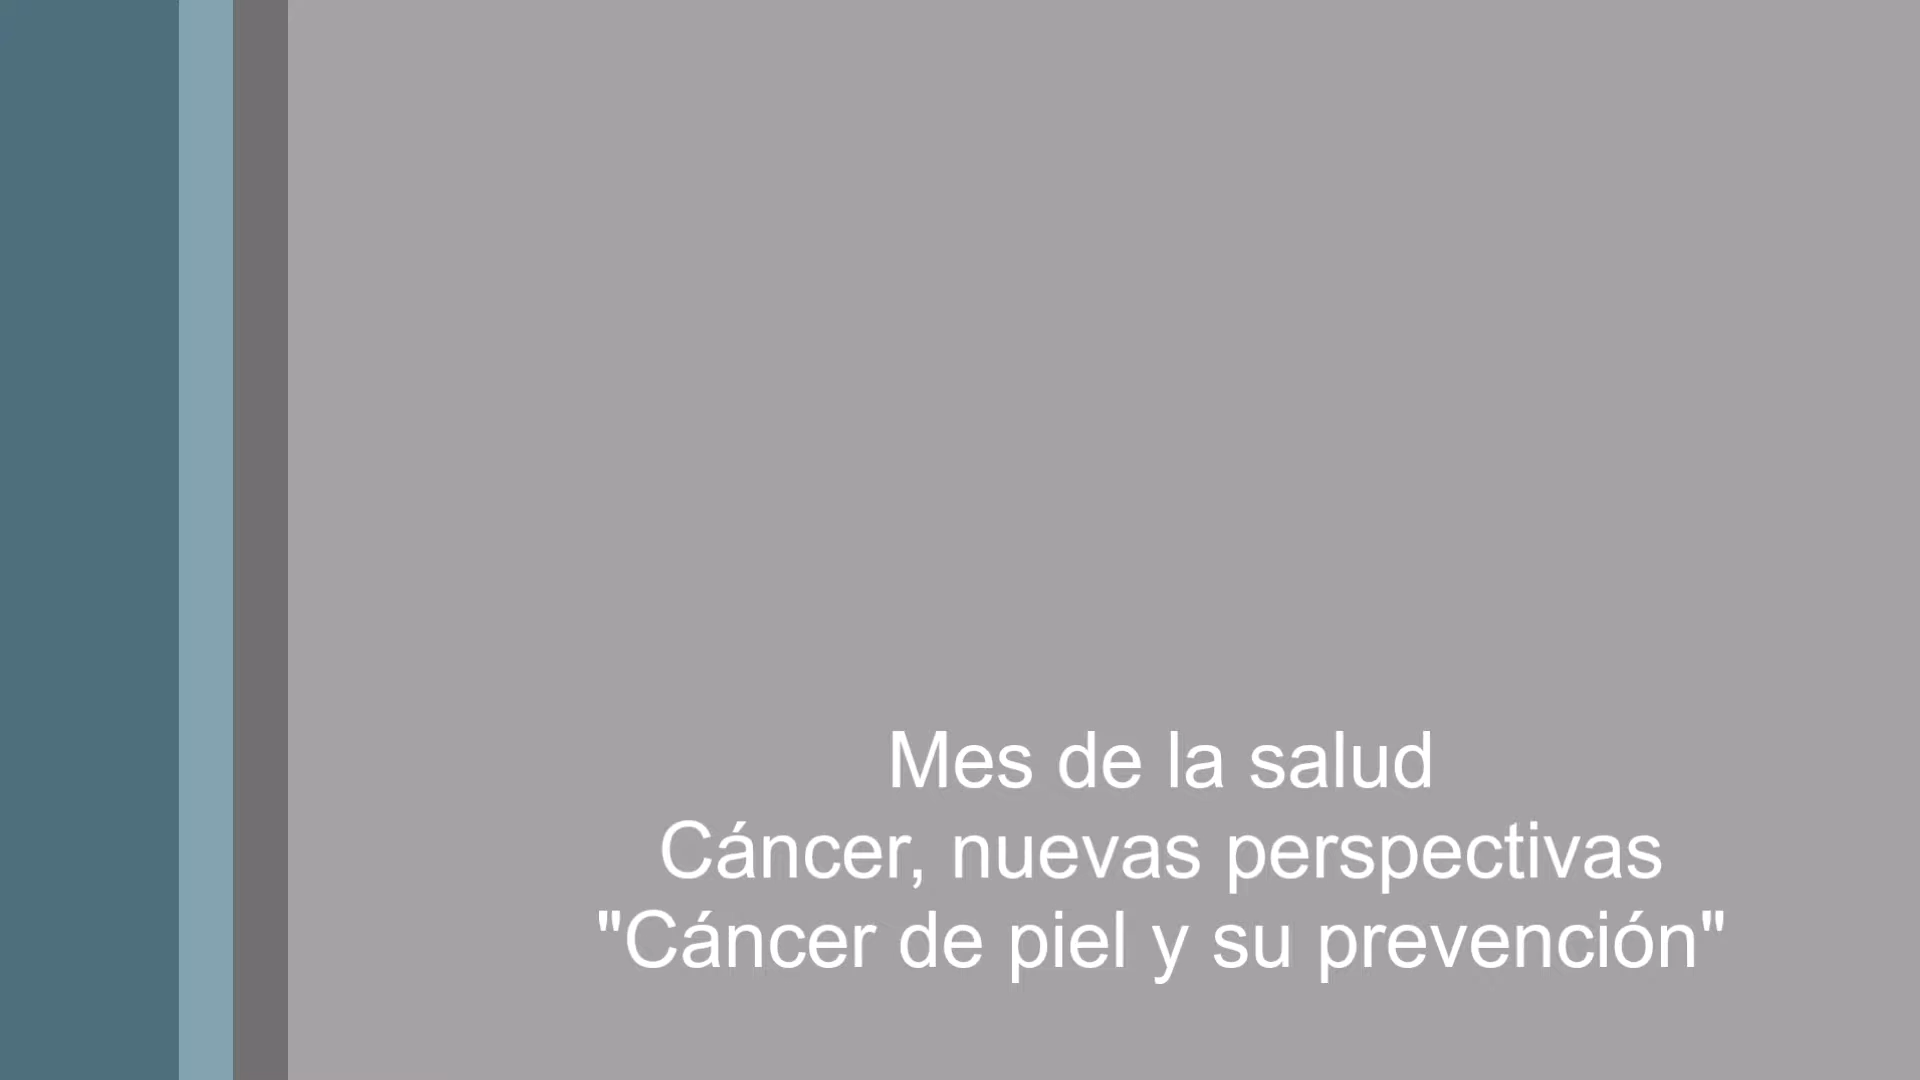 Mes de la salud
Cáncer, nuevas perspectivas
"Cáncer de piel y su prevención"